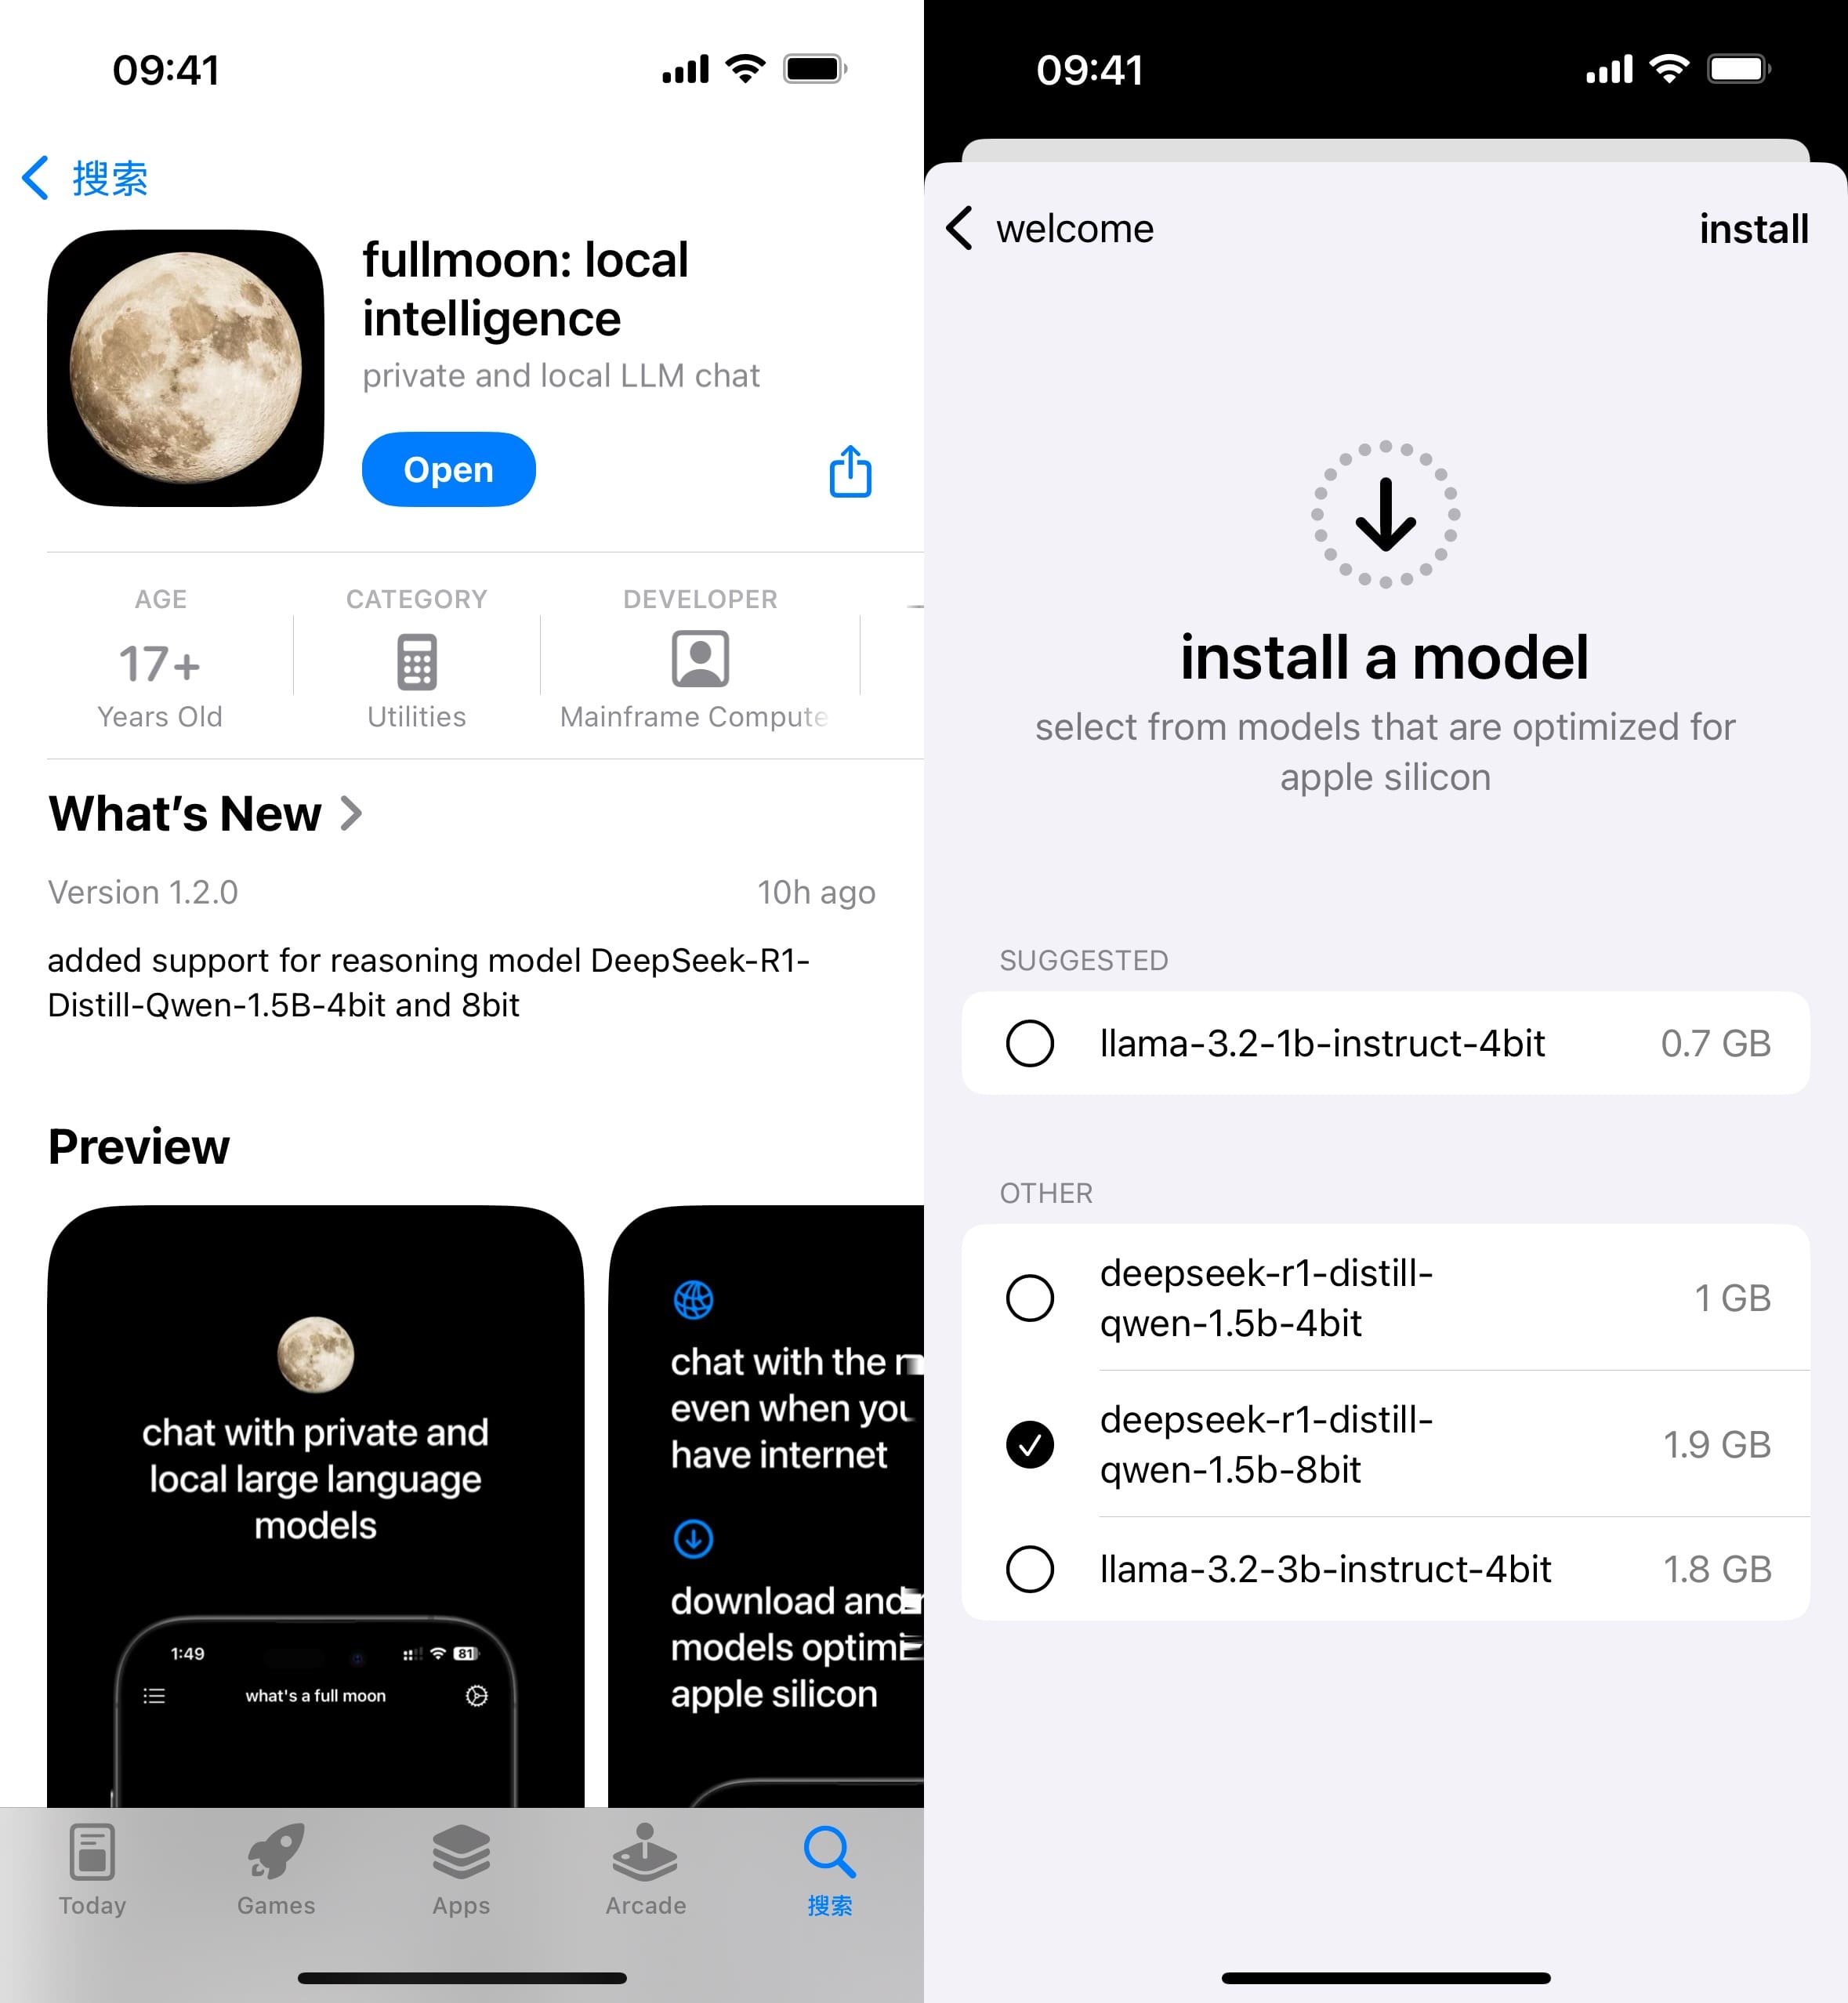 09:41
搜索
fullmoon: local
intelligence
private and local LLM chat
Open
AGE
17+
Years Old
CATEGORY
Utilities
DEVELOPER
Mainframe Compute
What's New
Version 1.2.0
10h ago
added support for reasoning model DeepSeek-R1-
Distill-Qwen-1.5B-4bit and 8bit
Preview
chat with private and
local large language
models
1:49
81
what's a full moon
chat with the
even when you
have internet
download and
models optimi
apple silicon
Today
Games
Apps
Arcade
搜索
09:41
welcome
install
install a model
select from models that are optimized for
apple silicon
SUGGESTED
llama-3.2-1b-instruct-4bit
0.7 GB
OTHER
deepseek-r1-distill-
qwen-1.5b-4bit
1 GB
deepseek-r1-distill-
qwen-1.5b-8bit
1.9 GB
llama-3.2-3b-instruct-4bit
1.8 GB